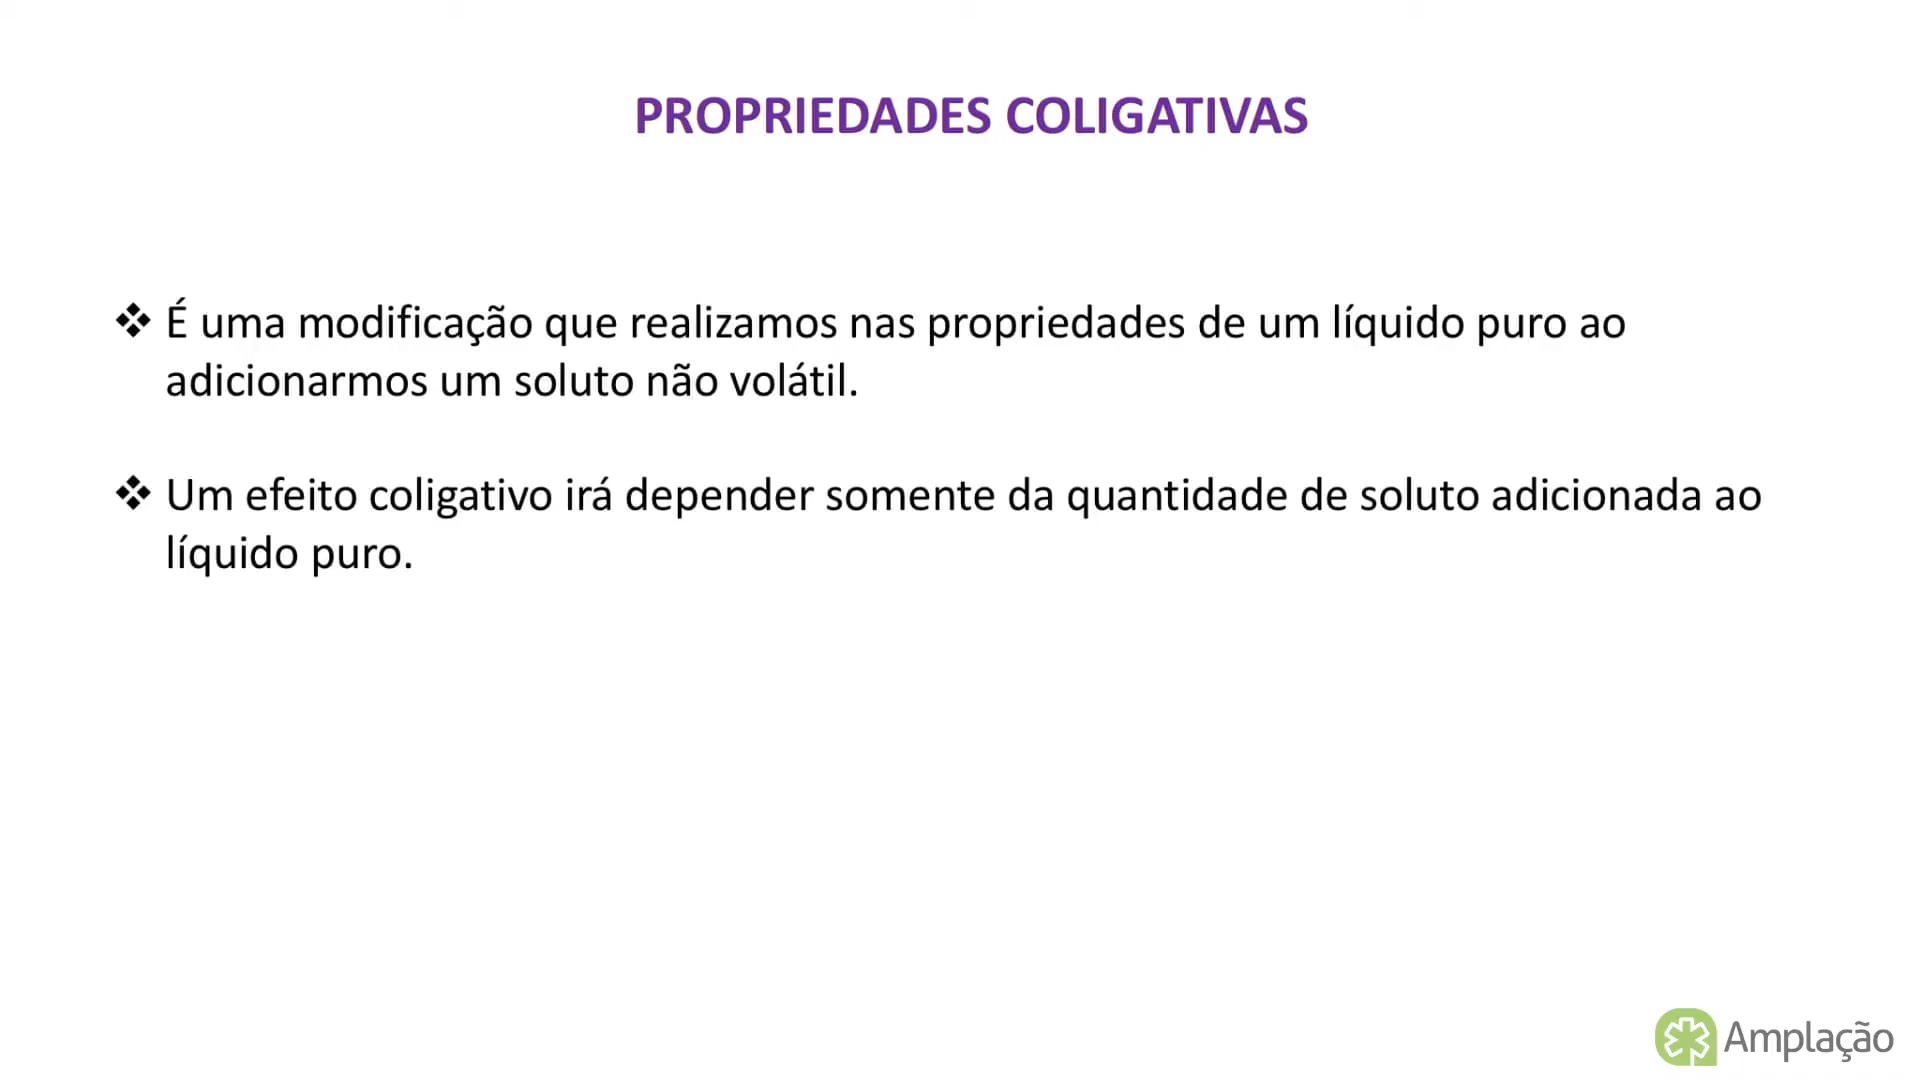 PROPRIEDADES COLIGATIVAS
❖ É uma modificação que realizamos nas propriedades de um líquido puro ao
adicionarmos um soluto não volátil.
❖ Um efeito coligativo irá depender somente da quantidade de soluto adicionada ao
líquido puro.
Amplação